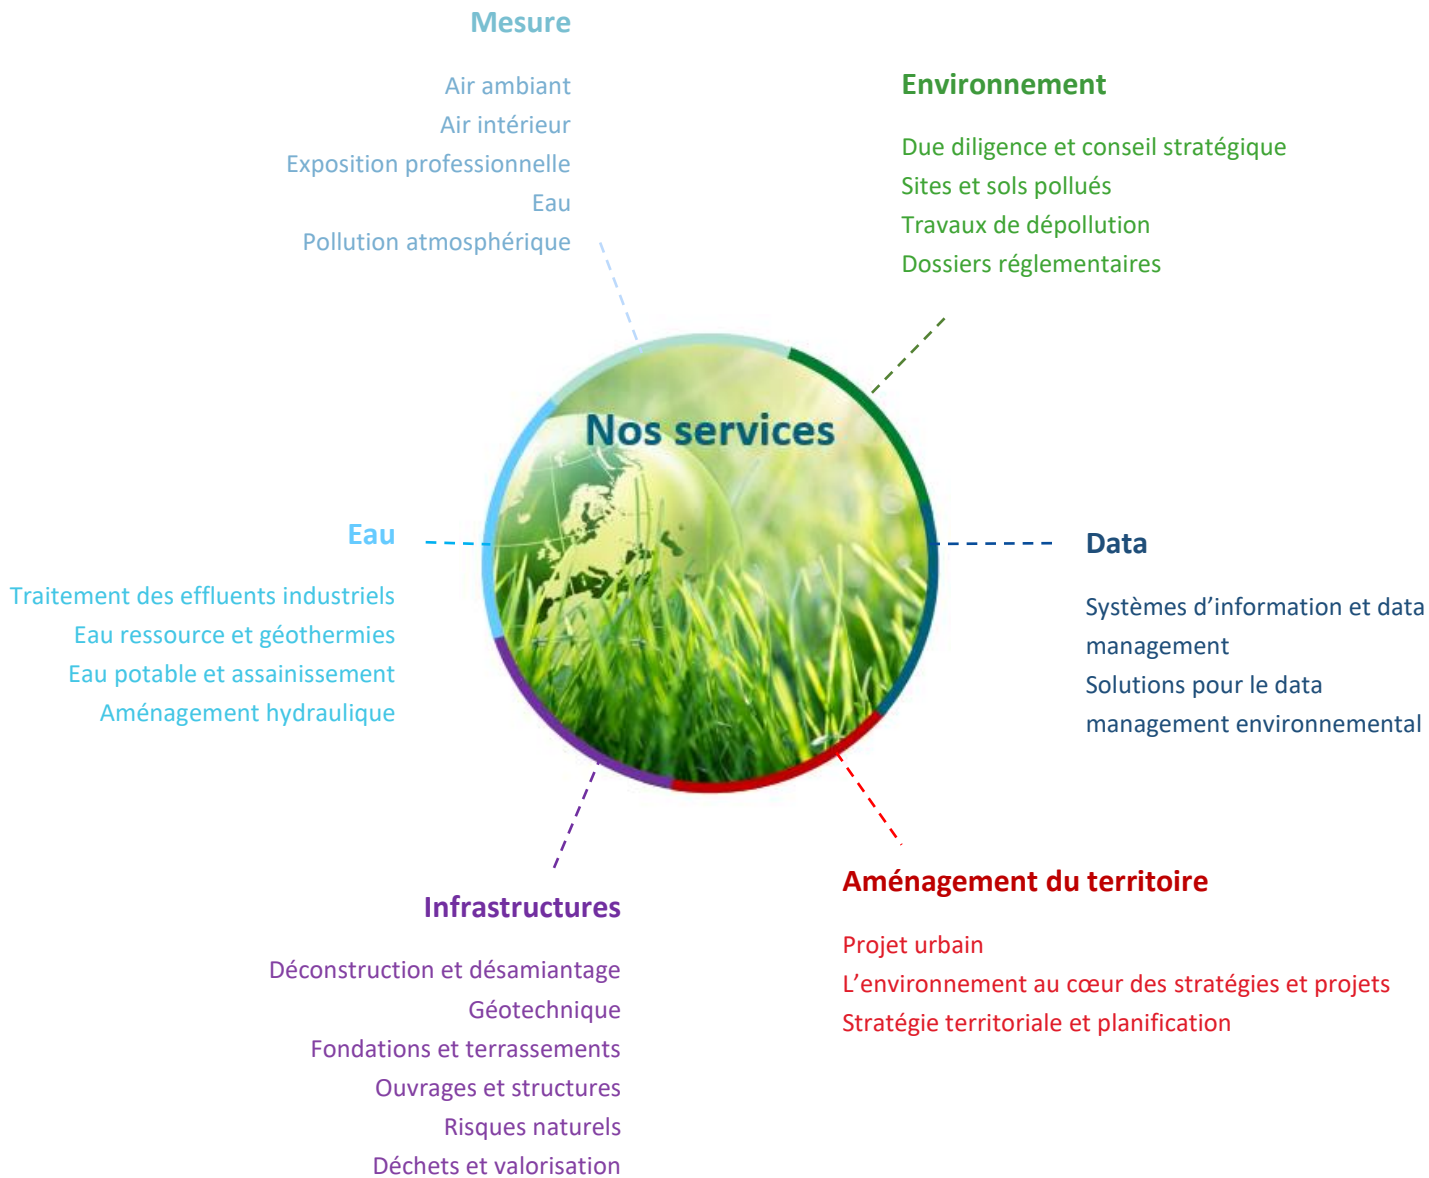 Mesure
Air ambiant
Air intérieur
Exposition professionnelle
Eau
Pollution atmosphérique
Environnement
Due diligence et conseil stratégique
Sites et sols pollués
Travaux de dépollution
Dossiers réglementaires
Nos services
Eau
Traitement des effluents industriels
Eau ressource et géothermies
Eau potable et assainissement
Aménagement hydraulique
Data
Systèmes d’information et data
management
Solutions pour le data
management environnemental
Infrastructures
Déconstruction et désamiantage
Géotechnique
Fondations et terrassements
Ouvrages et structures
Risques naturels
Déchets et valorisation
Aménagement du territoire
Projet urbain
L’environnement au cœur des stratégies et projets
Stratégie territoriale et planification